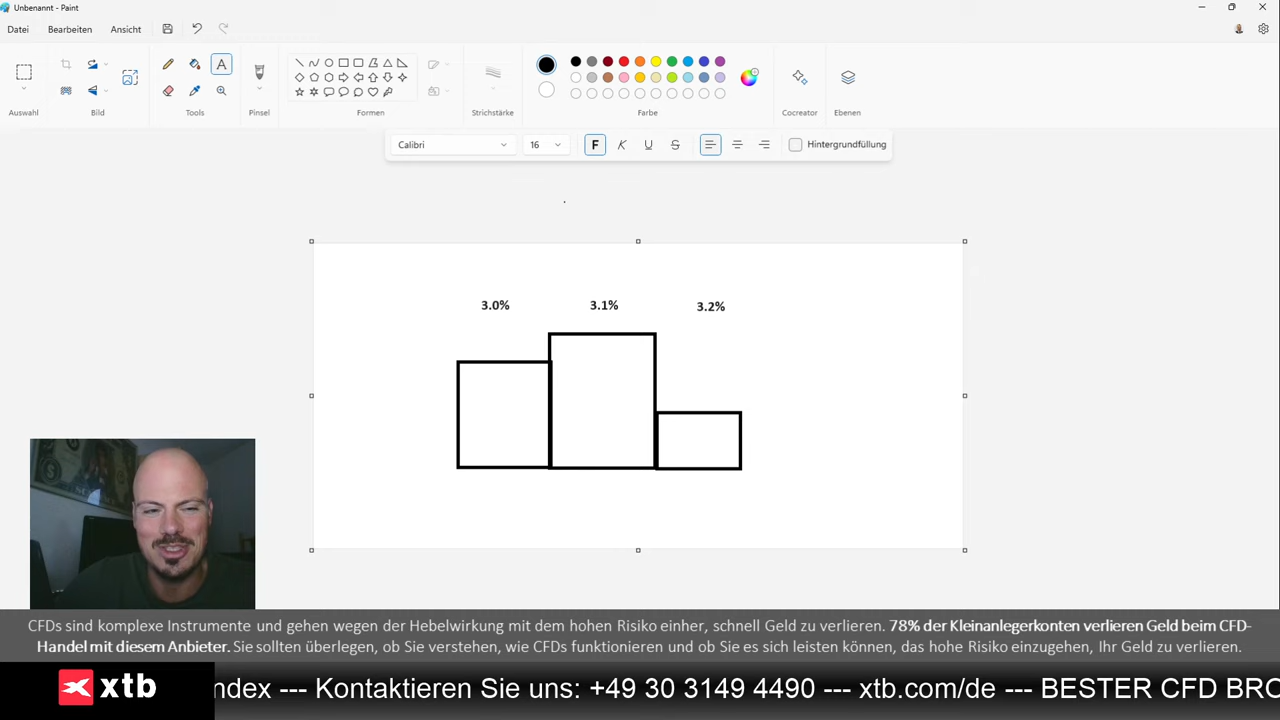 Unbenannt - Paint
Datei Bearbeiten Ansicht
Auswahl Bild Tools Pinsel Formen Strichstärke Farbe Cocreator Ebenen
Calibri 16 F K U S Hintergrundfüllung
3.0% 3.1% 3.2%
CFDs sind komplexe Instrumente und gehen wegen der Hebelwirkung mit dem hohen Risiko einher, schnell Geld zu verlieren. 78% der Kleinanlegerkonten verlieren Geld beim CFD-
Handel mit diesem Anbieter. Sie sollten überlegen, ob Sie verstehen, wie CFDs funktionieren und ob Sie es sich leisten können, das hohe Risiko einzugehen, Ihr Geld zu verlieren.
xtb ndex --- Kontaktieren Sie uns: +49 30 3149 4490 --- xtb.com/de --- BESTER CFD BRO